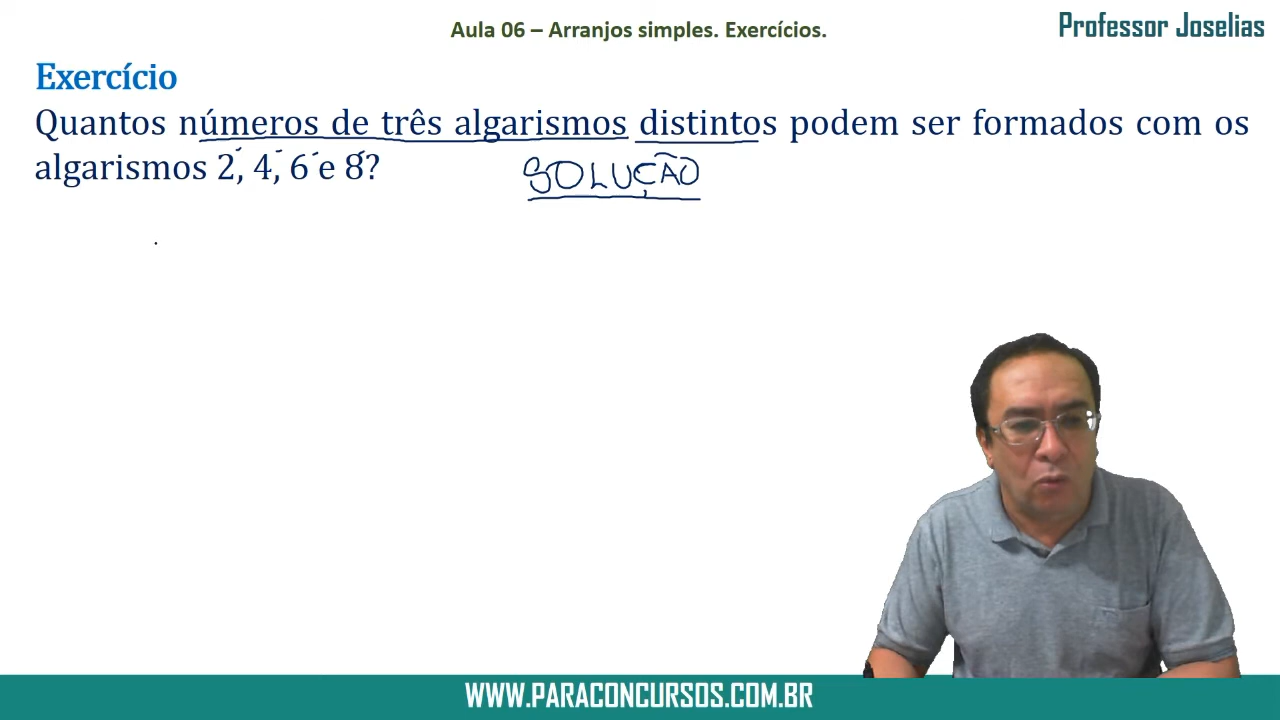 Aula 06 – Arranjos simples. Exercícios.
Professor Joselias
Exercício
Quantos números de três algarismos distintos podem ser formados com os
algarismos 2, 4, 6 e 8?
SOLUÇÃO
WWW.PARACONCURSOS.COM.BR